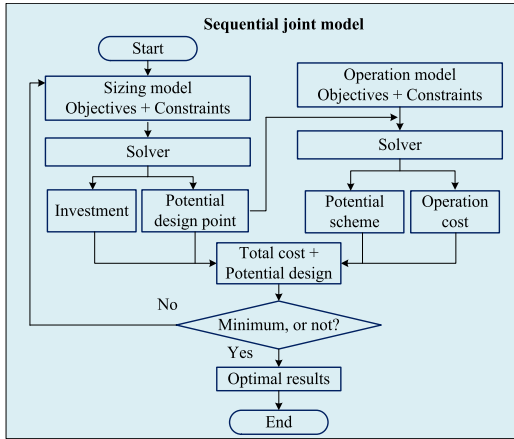 Sequential joint model
Start
Sizing model
Objectives + Constraints
Solver
Investment
Potential
design point
Operation model
Objectives + Constraints
Solver
Potential
scheme
Operation
cost
Total cost +
Potential design
No
Minimum, or not?
Yes
Optimal results
End